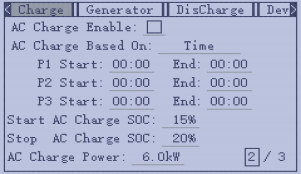 Charge Generator DisCharge Dev
AC Charge Enable:
AC Charge Based On: Time
P1 Start: 00:00 End: 00:00
P2 Start: 00:00 End: 00:00
P3 Start: 00:00 End: 00:00
Start AC Charge SOC: 15%
Stop AC Charge SOC: 20%
AC Charge Power: 6.0kW 2 / 3